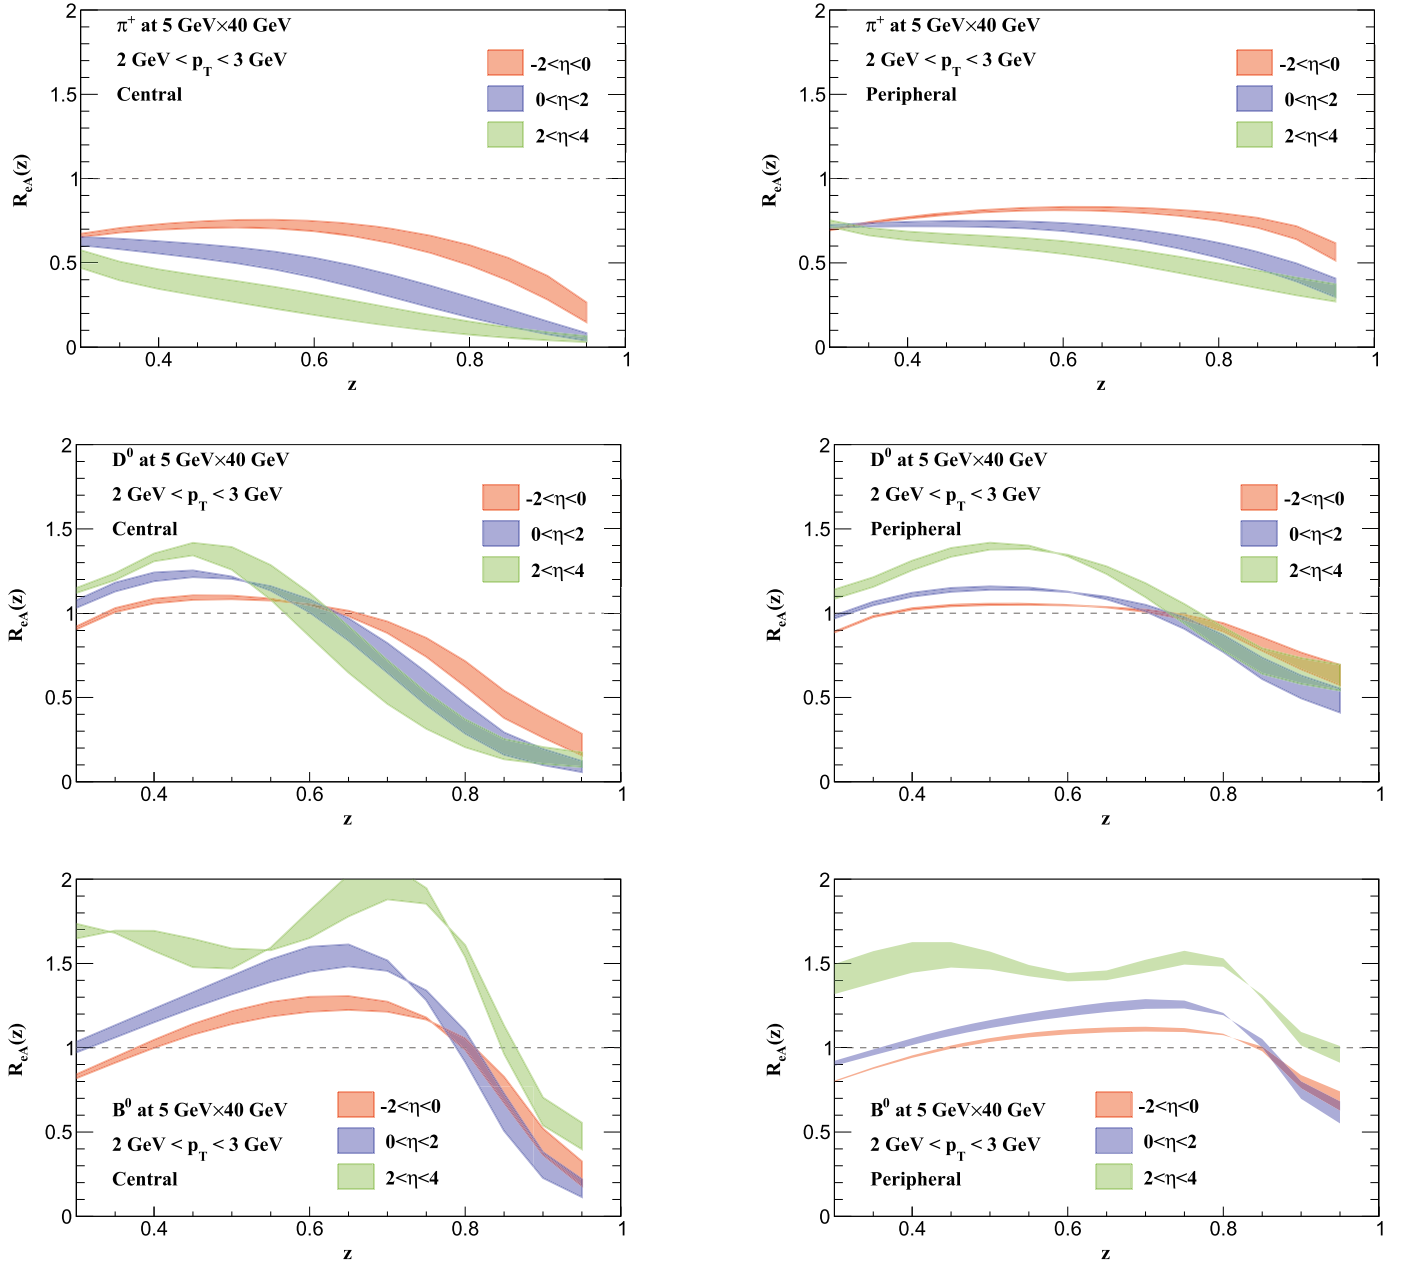 π+ at 5 GeV×40 GeV
2 GeV < pT < 3 GeV
Central
-2<η<0
0<η<2
2<η<4
ReA(z)
2
1.5
1
0.5
0
0.4
0.6
0.8
1
z
π+ at 5 GeV×40 GeV
2 GeV < pT < 3 GeV
Peripheral
-2<η<0
0<η<2
2<η<4
ReA(z)
2
1.5
1
0.5
0
0.4
0.6
0.8
1
z
D0 at 5 GeV×40 GeV
2 GeV < pT < 3 GeV
Central
-2<η<0
0<η<2
2<η<4
ReA(z)
2
1.5
1
0.5
0
0.4
0.6
0.8
1
z
D0 at 5 GeV×40 GeV
2 GeV < pT < 3 GeV
Peripheral
-2<η<0
0<η<2
2<η<4
ReA(z)
2
1.5
1
0.5
0
0.4
0.6
0.8
1
z
B0 at 5 GeV×40 GeV
2 GeV < pT < 3 GeV
Central
-2<η<0
0<η<2
2<η<4
ReA(z)
2
1.5
1
0.5
0
0.4
0.6
0.8
1
z
B0 at 5 GeV×40 GeV
2 GeV < pT < 3 GeV
Peripheral
-2<η<0
0<η<2
2<η<4
ReA(z)
2
1.5
1
0.5
0
0.4
0.6
0.8
1
z